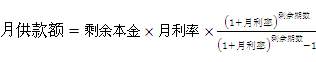 月供款额 = 剩余本金 × 月利率 × (1+月利率)^剩余期数 / (1+月利率)^剩余期数 −1